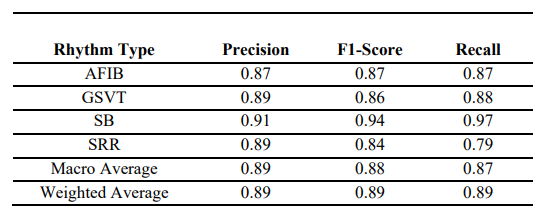 Rhythm Type Precision F1-Score Recall
AFIB 0.87 0.87 0.87
GSVT 0.89 0.86 0.88
SB 0.91 0.94 0.97
SRR 0.89 0.84 0.79
Macro Average 0.89 0.88 0.87
Weighted Average 0.89 0.89 0.89